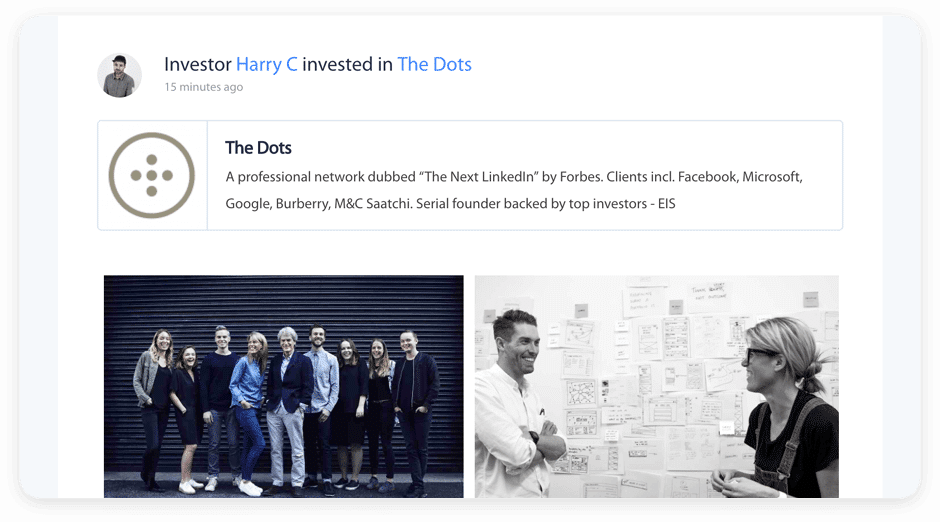 Investor Harry C invested in The Dots
15 minutes ago
The Dots
A professional network dubbed “The Next LinkedIn” by Forbes. Clients incl. Facebook, Microsoft,
Google, Burberry, M&C Saatchi. Serial founder backed by top investors - EIS